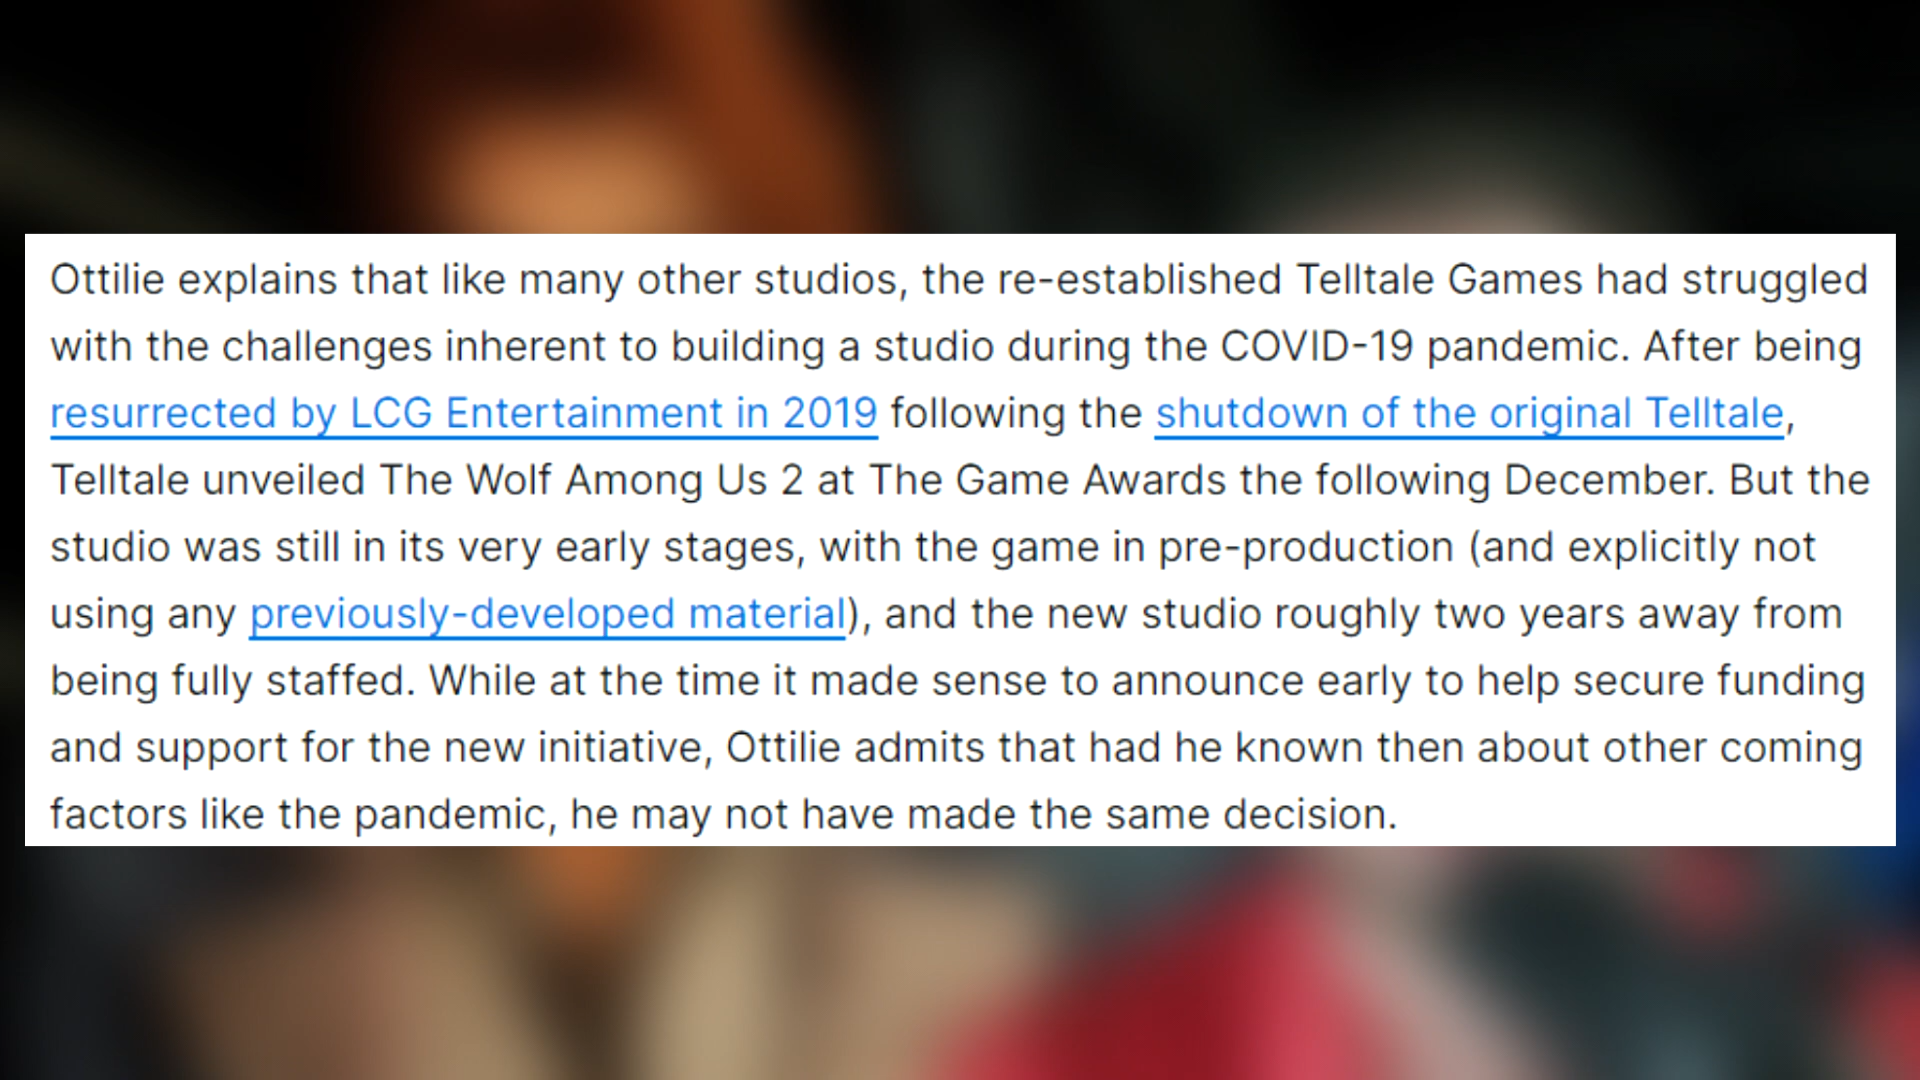 Ottilie explains that like many other studios, the re-established Telltale Games had struggled
with the challenges inherent to building a studio during the COVID-19 pandemic. After being
resurrected by LCG Entertainment in 2019 following the shutdown of the original Telltale,
Telltale unveiled The Wolf Among Us 2 at The Game Awards the following December. But the
studio was still in its very early stages, with the game in pre-production (and explicitly not
using any previously-developed material), and the new studio roughly two years away from
being fully staffed. While at the time it made sense to announce early to help secure funding
and support for the new initiative, Ottilie admits that had he known then about other coming
factors like the pandemic, he may not have made the same decision.